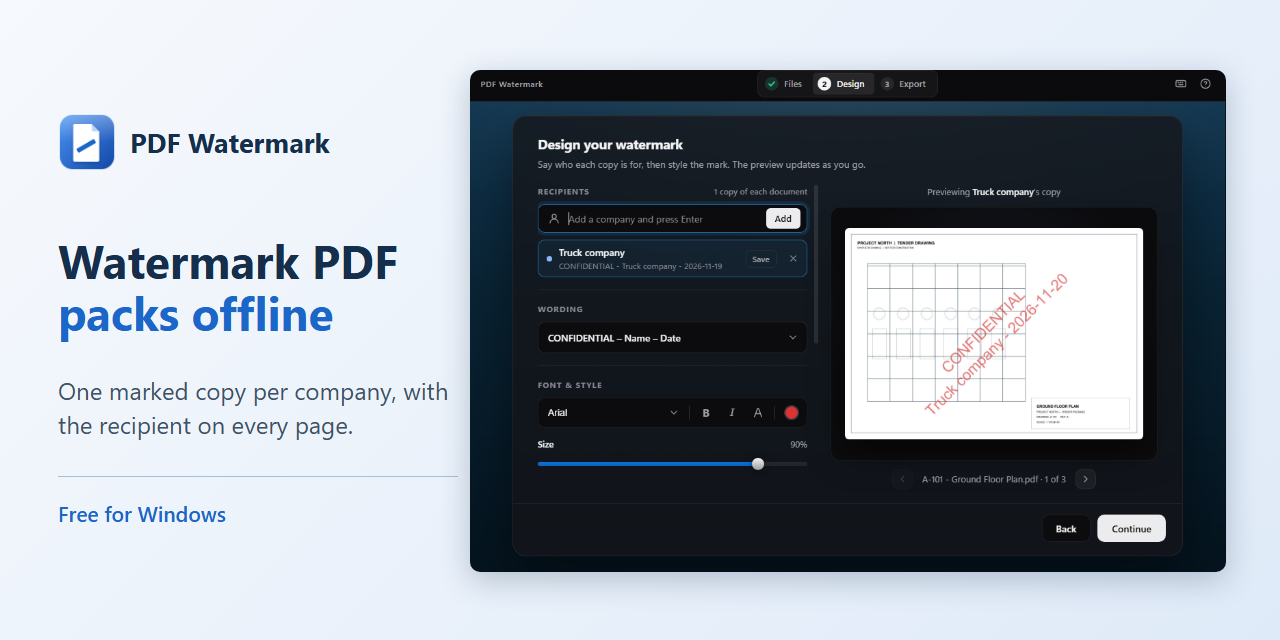 PDF Watermark
Watermark PDF
packs offline
One marked copy per company, with
the recipient on every page.
Free for Windows
PDF Watermark
Files
2 Design
3 Export
Design your watermark
Say who each copy is for, then style the mark. The preview updates as you go.
RECIPIENTS
1 copy of each document
Add a company and press Enter
Add
Truck company
CONFIDENTIAL - Truck company - 2026-11-19
Save
WORDING
CONFIDENTIAL – Name – Date
FONT & STYLE
Arial
B I A
Size
90%
Previewing Truck company's copy
PROJECT NORTH | TENDER DRAWING
CONFIDENTIAL
Truck company - 2026-11-20
GROUND FLOOR PLAN
A-101 - Ground Floor Plan.pdf · 1 of 3
Back
Continue